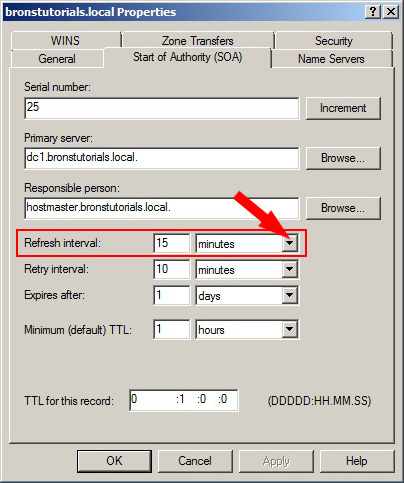 bronstutorials.local Properties
WINS Zone Transfers Security
General Start of Authority (SOA) Name Servers
Serial number:
25 Increment
Primary server:
dc1.bronstutorials.local. Browse...
Responsible person:
hostmaster.bronstutorials.local. Browse...
Refresh interval: 15 minutes
Retry interval: 10 minutes
Expires after: 1 days
Minimum (default) TTL: 1 hours
TTL for this record: 0 :1 :0 :0 (DDDDD:HH.MM.SS)
OK Cancel Apply Help